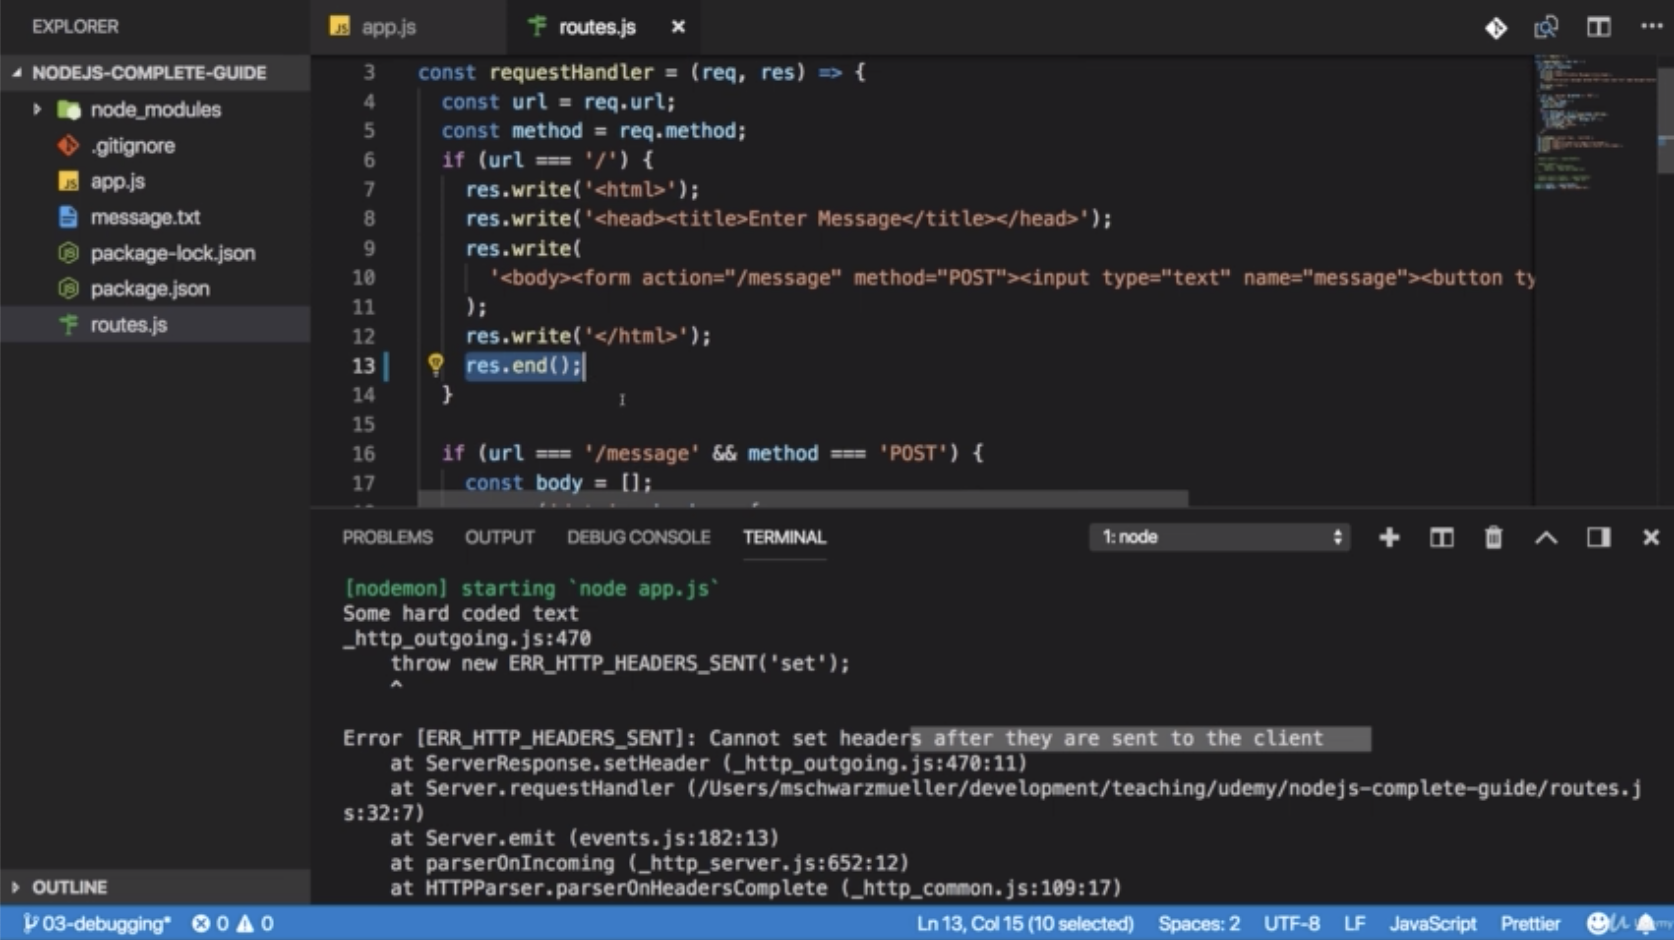 EXPLORER
JS app.js
routes.js
NODEJS-COMPLETE-GUIDE
node_modules
.gitignore
JS app.js
message.txt
JS package-lock.json
JS package.json
routes.js
OUTLINE
3 const requestHandler = (req, res) => {
4 const url = req.url;
5 const method = req.method;
6 if (url === '/') {
7 res.write('<html>');
8 res.write('<head><title>Enter Message</title></head>');
9 res.write(
10 '<body><form action="/message" method="POST"><input type="text" name="message"><button ty
11 );
12 res.write('</html>');
13 res.end();
14 }
15
16 if (url === '/message' && method === 'POST') {
17 const body = [];
PROBLEMS OUTPUT DEBUG CONSOLE TERMINAL 1: node
[nodemon] starting `node app.js`
Some hard coded text
_http_outgoing.js:470
throw new ERR_HTTP_HEADERS_SENT('set');
^
Error [ERR_HTTP_HEADERS_SENT]: Cannot set headers after they are sent to the client
at ServerResponse.setHeader (_http_outgoing.js:470:11)
at Server.requestHandler (/Users/mschwarzmueller/development/teaching/udemy/nodejs-complete-guide/routes.j
s:32:7)
at Server.emit (events.js:182:13)
at parserOnIncoming (_http_server.js:652:12)
at HTTPParser.parserOnHeadersComplete (_http_common.js:109:17)
03-debugging* 0 0 Ln 13, Col 15 (10 selected) Spaces: 2 UTF-8 LF JavaScript Prettier